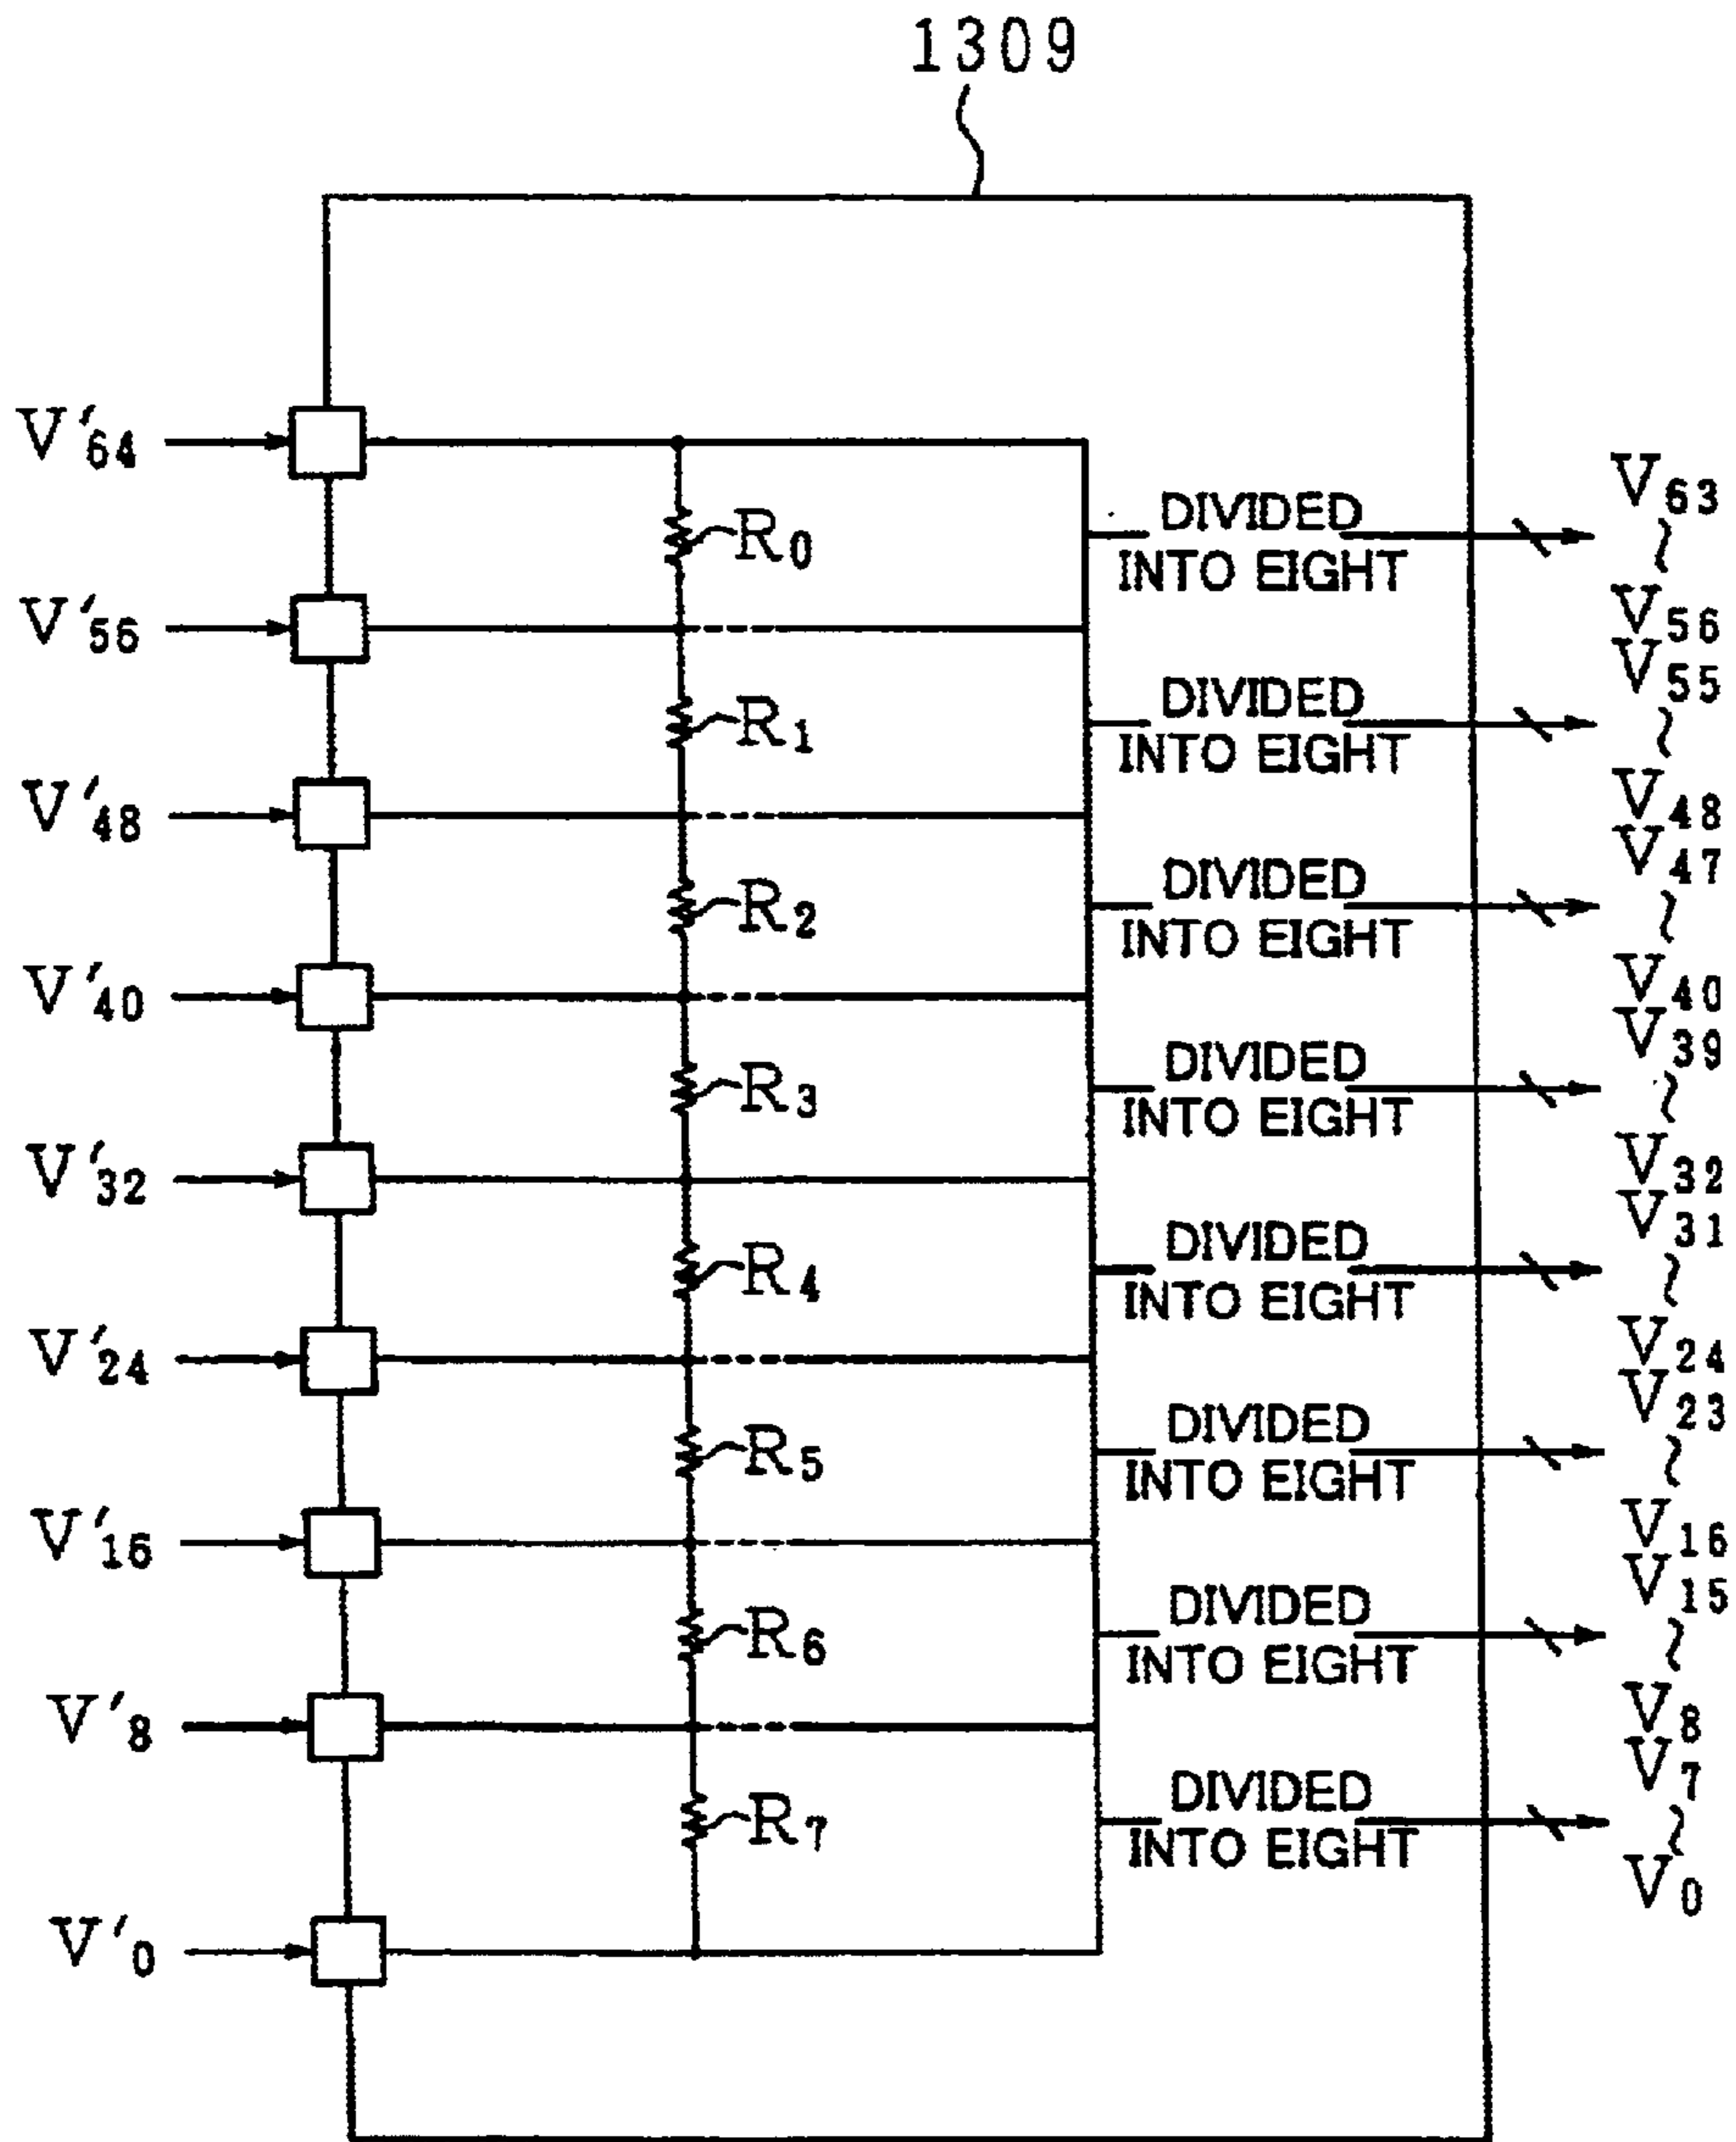 1309
V'64
V63
R0
DIVIDED
INTO EIGHT
~
V'56
V56
V55
R1
DIVIDED
INTO EIGHT
~
V'48
V48
V47
R2
DIVIDED
INTO EIGHT
~
V'40
V40
V39
R3
DIVIDED
INTO EIGHT
~
V'32
V32
V31
R4
DIVIDED
INTO EIGHT
~
V'24
V24
V23
R5
DIVIDED
INTO EIGHT
~
V'16
V16
V15
R6
DIVIDED
INTO EIGHT
~
V'8
V8
V7
R7
DIVIDED
INTO EIGHT
~
V0
V'0